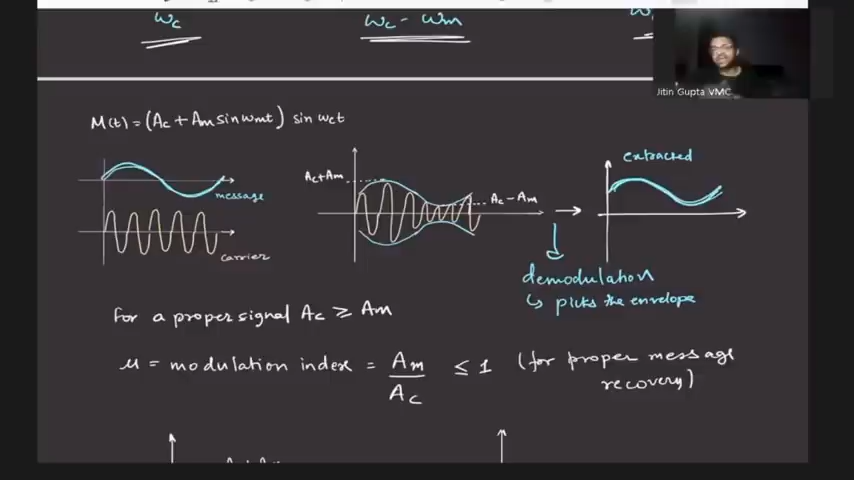 ωc ωc - ωm
Jitin Gupta VMC
M(t) = (Ac + Am sin ωmt) sin ωct
extracted
Ac+Am
message
Ac - Am
carrier
demodulation
↳ picks the envelope
For a proper signal Ac ≥ Am
μ = modulation index = Am/Ac ≤ 1 (for proper message
recovery)